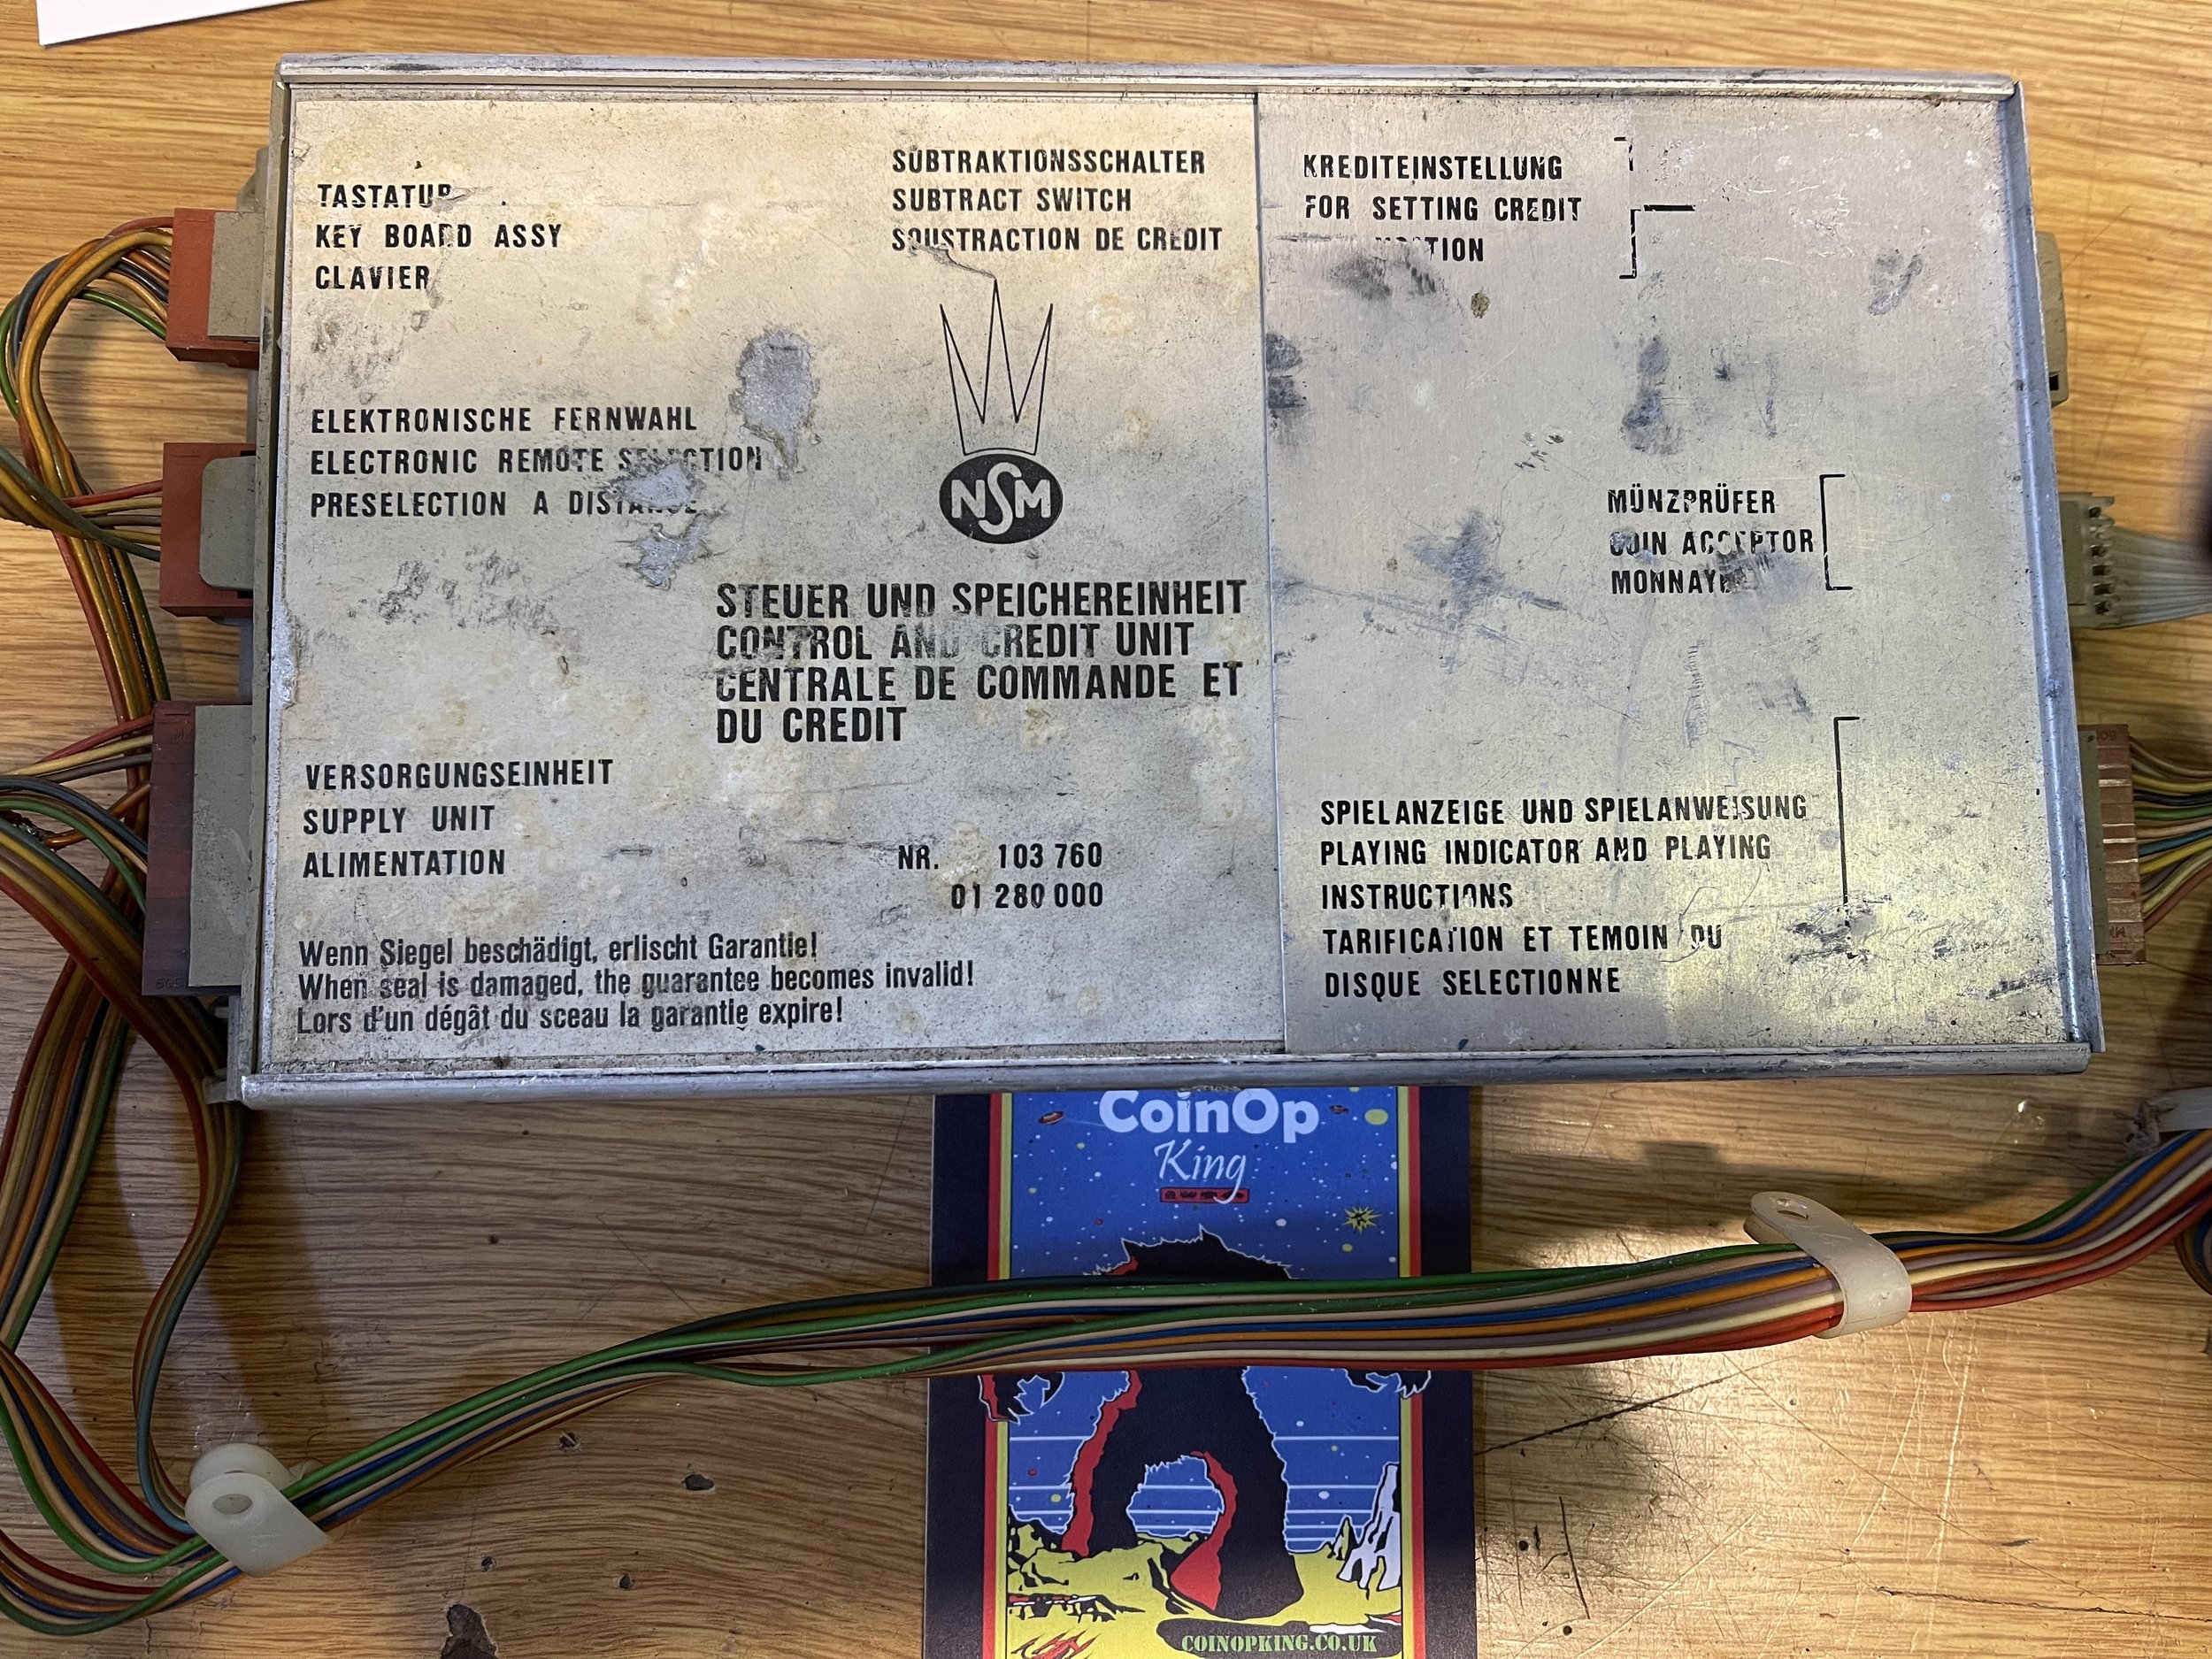 TASTATUR
KEY BOARD ASSY
CLAVIER
SUBTRAKTIONSSCHALTER
SUBTRACT SWITCH
SOUSTRACTION DE CREDIT
KREDITEINSTELLUNG
FOR SETTING CREDIT
ELEKTRONISCHE FERNWAHL
ELECTRONIC REMOTE SELECTION
PRESELECTION A DISTANCE
NSM
MÜNZPRÜFER
COIN ACCEPTOR
STEUER UND SPEICHEREINHEIT
CONTROL AND CREDIT UNIT
CENTRALE DE COMMANDE ET
DU CREDIT
VERSORGUNGSEINHEIT
SUPPLY UNIT
ALIMENTATION
NR. 103 760
01 280 000
SPIELANZEIGE UND SPIELANWEISUNG
PLAYING INDICATOR AND PLAYING
INSTRUCTIONS
TARIFICATION ET TEMOIN DU
DISQUE SELECTIONNE
Wenn Siegel beschädigt, erlischt Garantie!
When seal is damaged, the guarantee becomes invalid!
Lors d'un dégât du sceau la garantie expire!
CoinOp
King
COINOPKING.CO.UK